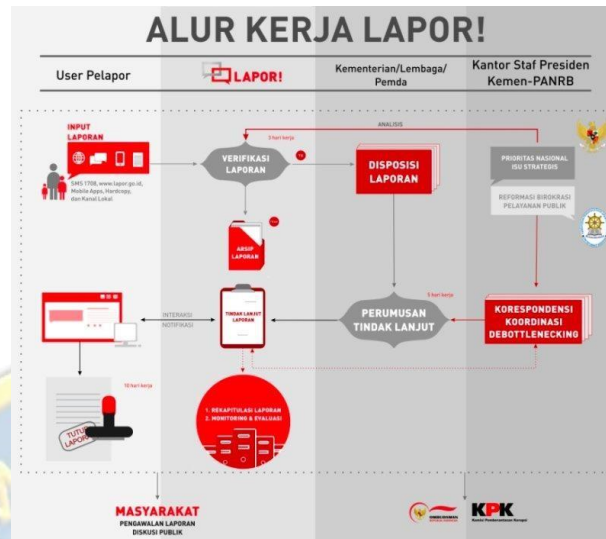 ALUR KERJA LAPOR!
User Pelapor
LAPOR!
Kementerian/Lembaga/
Pemda
Kantor Staf Presiden
Kemen-PANRB
INPUT
LAPORAN
SMS 1708, www.lapor.go.id,
Mobile Apps, Hardcopy,
dan Kanal Lokal
3 hari kerja
ANALISIS
VERIFIKASI
LAPORAN
DISPOSISI
LAPORAN
PRIORITAS NASIONAL
ISU STRATEGIS
REFORMASI BIROKRASI
PELAYANAN PUBLIK
ARSIP
LAPORAN
INTERAKSI
NOTIFIKASI
TINDAK LANJUT
LAPORAN
PERUMUSAN
TINDAK LANJUT
5 hari kerja
KORESPONDENSI
KOORDINASI
DEBOTTLENECKING
10 hari kerja
TUTUP
LAPORAN
1. REKAPITULASI LAPORAN
2. MONITORING & EVALUASI
MASYARAKAT
PENGAWALAN LAPORAN
DISKUSI PUBLIK
KPK
Komisi Pemberantasan Korupsi